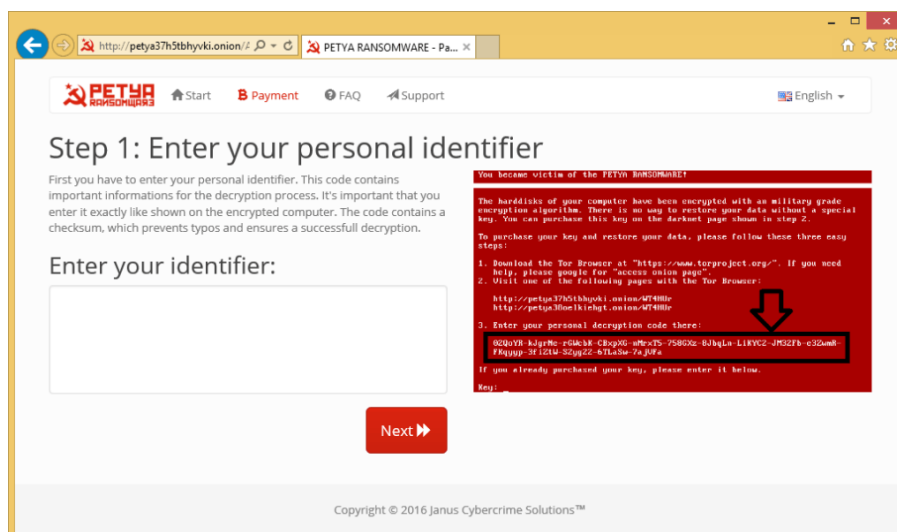 http://petya37h5tbhyvki.onion/
PETYA RANSOMWARE - Pa...
PETYA
RANSOMWAR3
Start
Payment
FAQ
Support
English
Step 1: Enter your personal identifier
First you have to enter your personal identifier. This code contains
important informations for the decryption process. It's important that you
enter it exactly like shown on the encrypted computer. The code contains a
checksum, which prevents typos and ensures a successfull decryption.
Enter your identifier:
Next
You became victim of the PETYA RANSOMWARE!
The harddisks of your computer have been encrypted with an military grade
encryption algorithm. There is no way to restore your data without a special
key. You can purchase this key on the darknet page shown in step 2.
To purchase your key and restore your data, please follow these three easy
steps:
1. Download the Tor Browser at "https://www.torproject.org/". If you need
help, please google for "access onion page".
2. Visit one of the following pages with the Tor Browser:
http://petya37h5tbhyvki.onion/WT4HUr
http://petya3Boelkiehgt.onion/WT4HUr
3. Enter your personal decryption code there:
If you already purchased your key, please enter it below.
Key: _
Copyright © 2016 Janus Cybercrime Solutions™